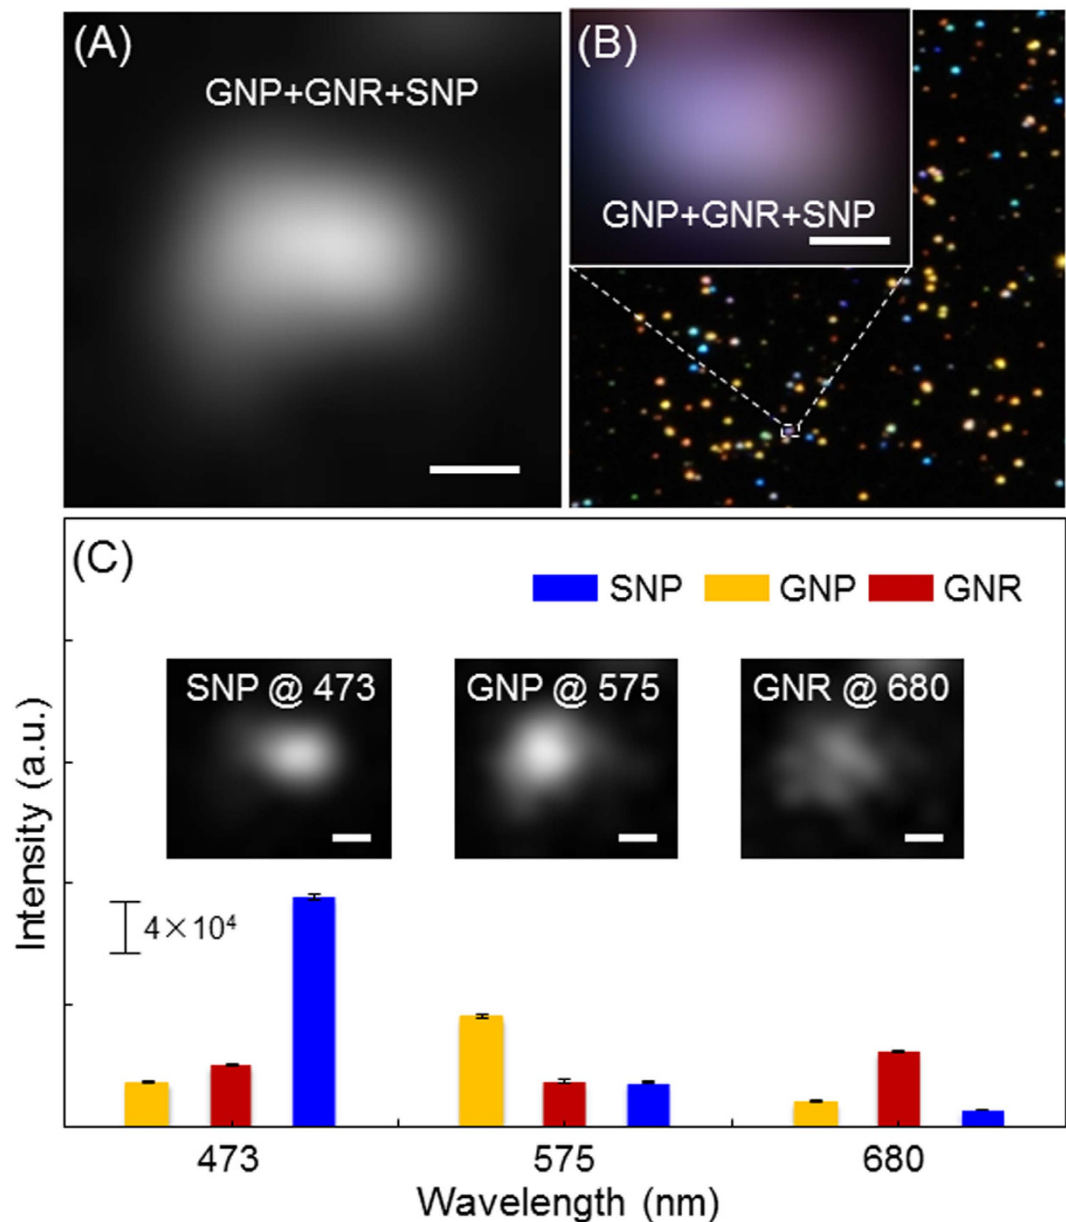 (A)
GNP+GNR+SNP
(B)
GNP+GNR+SNP
(C)
SNP GNP GNR
SNP @ 473
GNP @ 575
GNR @ 680
4×10⁴
Intensity (a.u.)
473 575 680
Wavelength (nm)